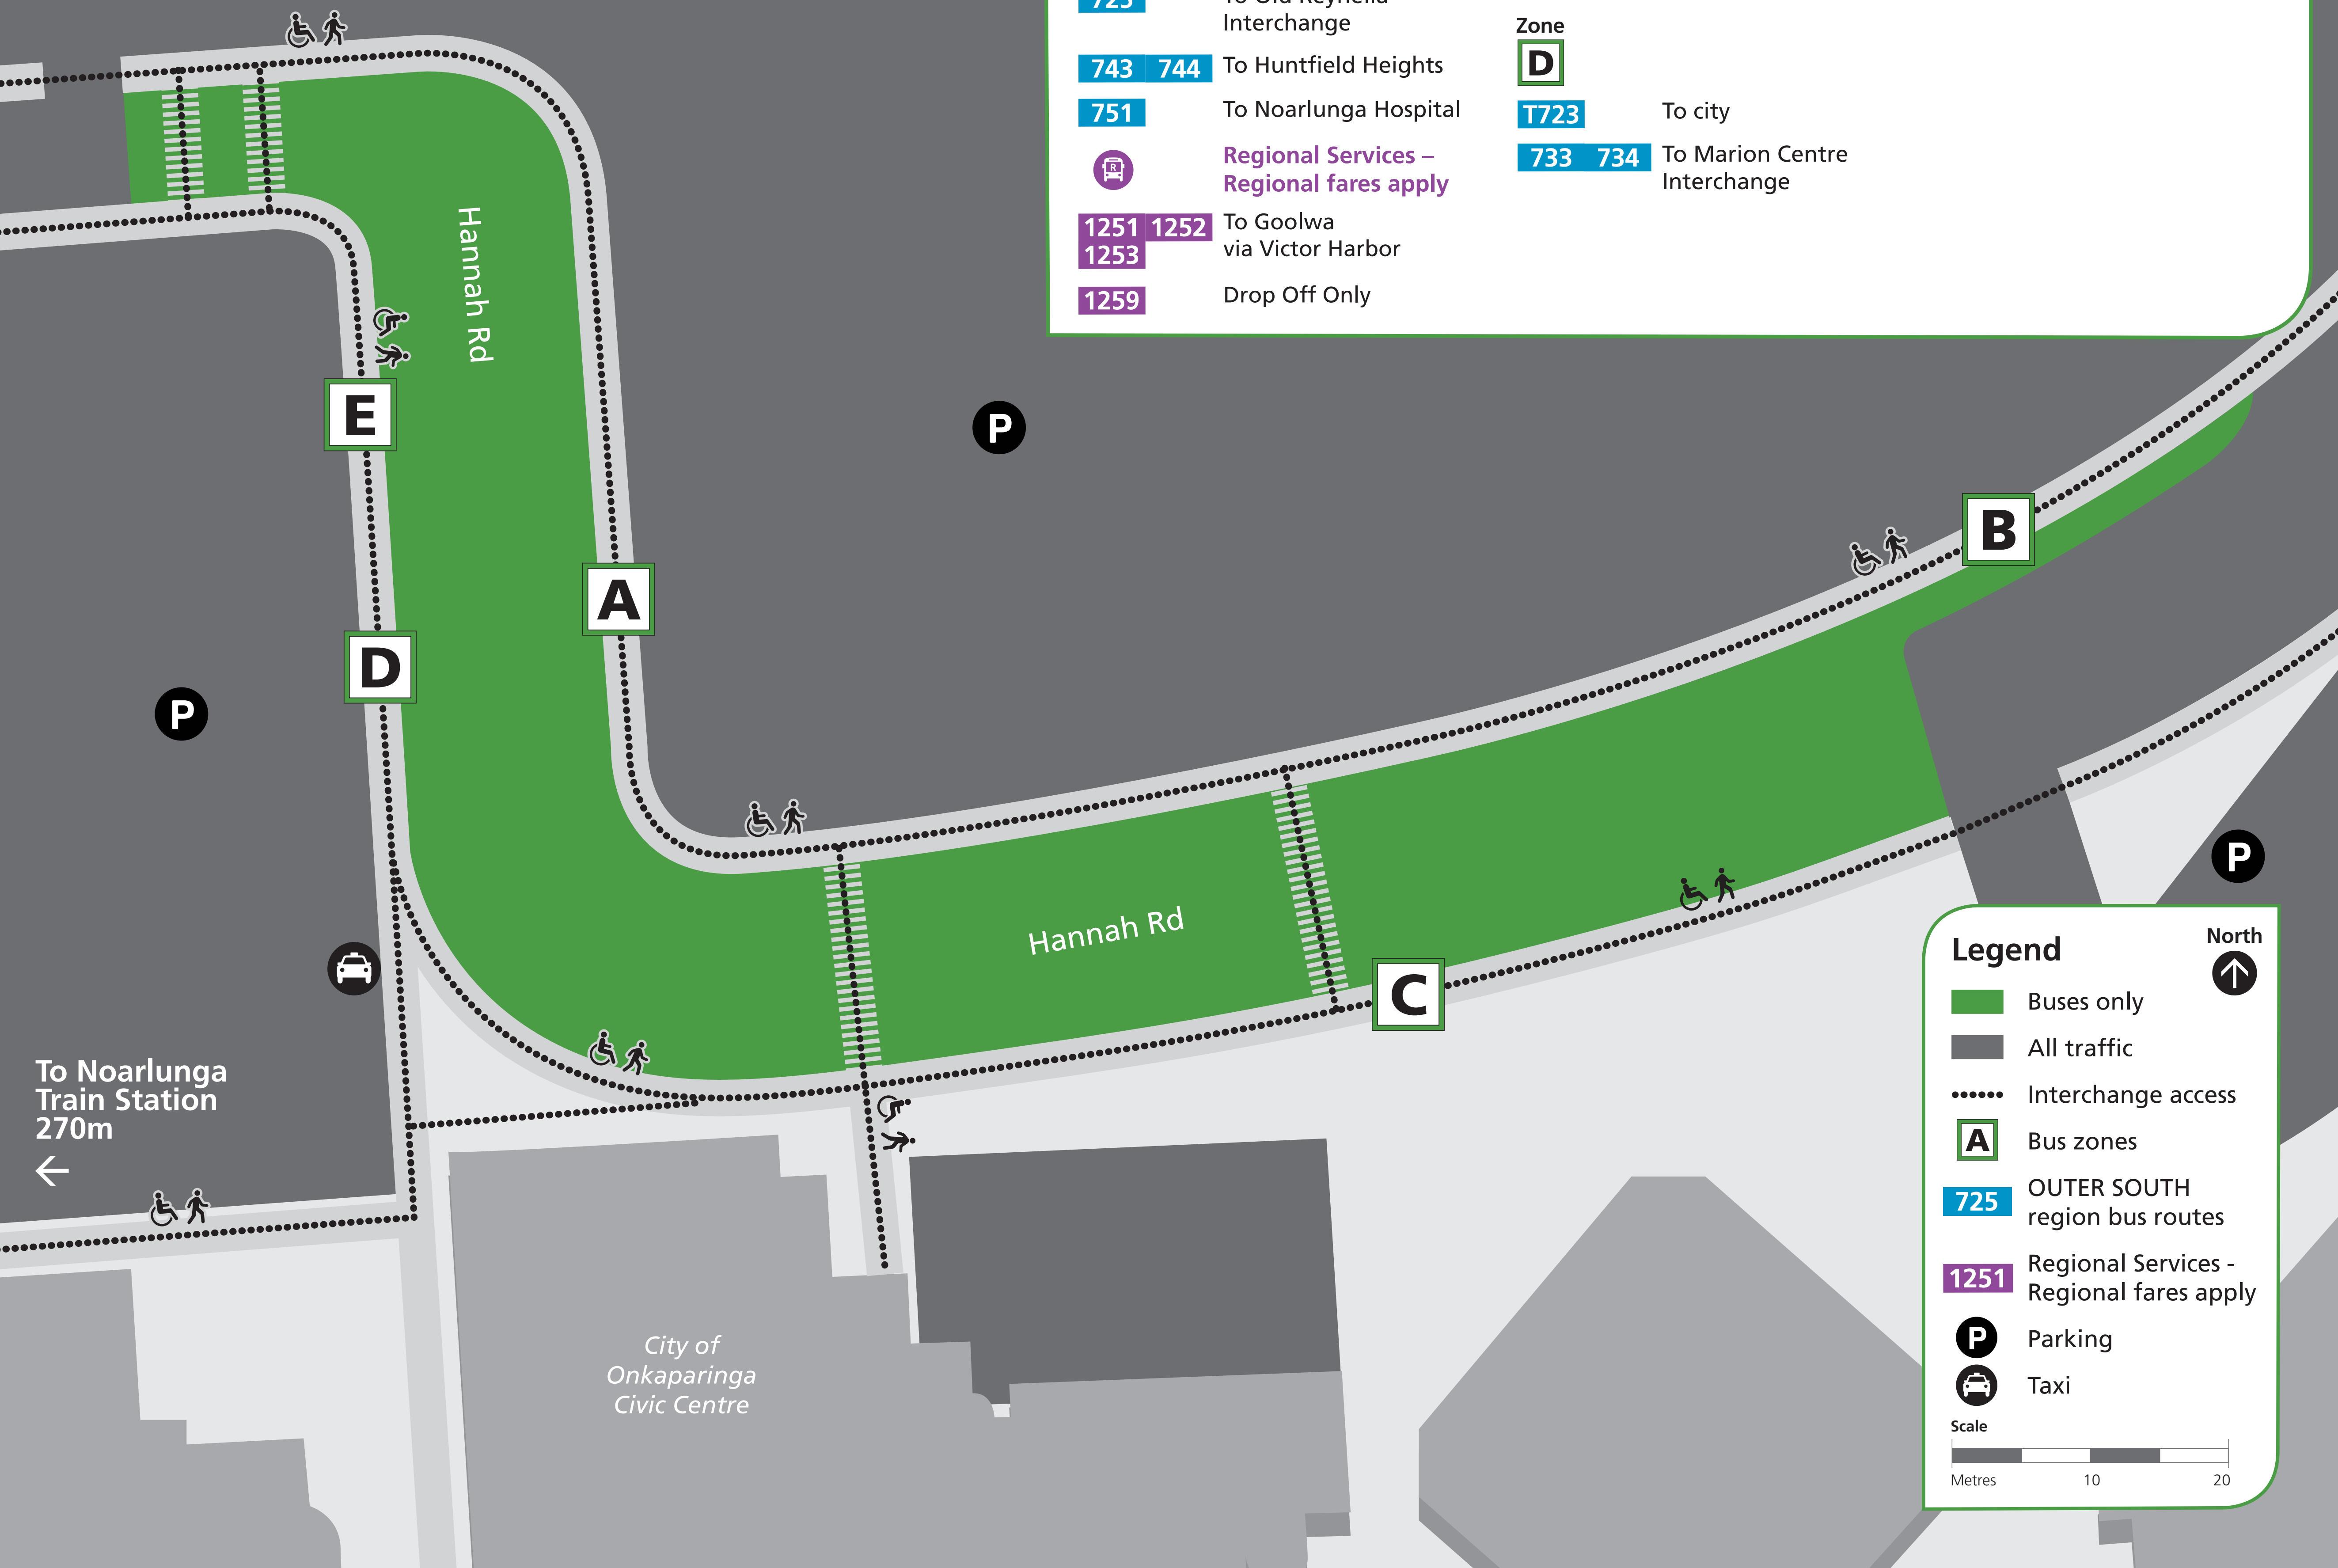 725
To Old Reynella
Interchange
743 744 To Huntfield Heights
751 To Noarlunga Hospital
R
Regional Services –
Regional fares apply
1251 1252 To Goolwa
1253 via Victor Harbor
1259 Drop Off Only
Zone
D
T723 To city
733 734 To Marion Centre
Interchange
Hannah Rd
E
P
A
B
D
P
Hannah Rd
C
P
To Noarlunga
Train Station
270m
City of
Onkaparinga
Civic Centre
Legend
North
Buses only
All traffic
Interchange access
A Bus zones
725 OUTER SOUTH
region bus routes
1251 Regional Services -
Regional fares apply
P Parking
Taxi
Scale
Metres 10 20